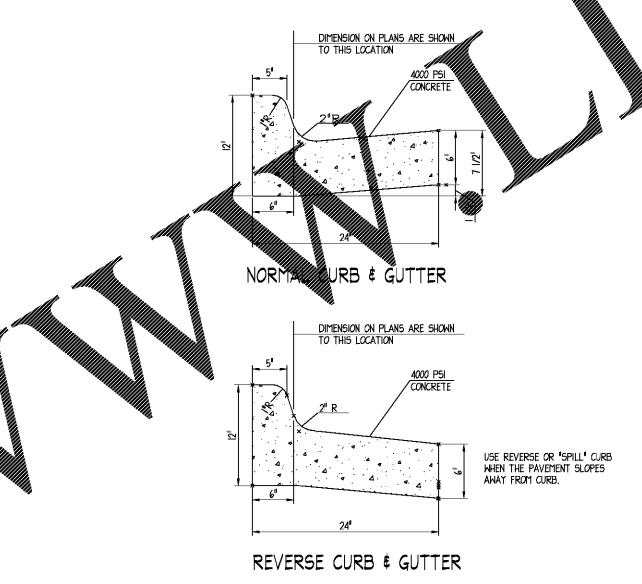 DIMENSION ON PLANS ARE SHOWN
TO THIS LOCATION
5"
4000 PSI
CONCRETE
1"R
2" R
12"
6"
7 1/2"
6"
24"
NORMAL CURB & GUTTER
DIMENSION ON PLANS ARE SHOWN
TO THIS LOCATION
5"
4000 PSI
CONCRETE
1"R
2" R
12"
6"
6"
24"
USE REVERSE OR "SPILL" CURB
WHEN THE PAVEMENT SLOPES
AWAY FROM CURB.
REVERSE CURB & GUTTER